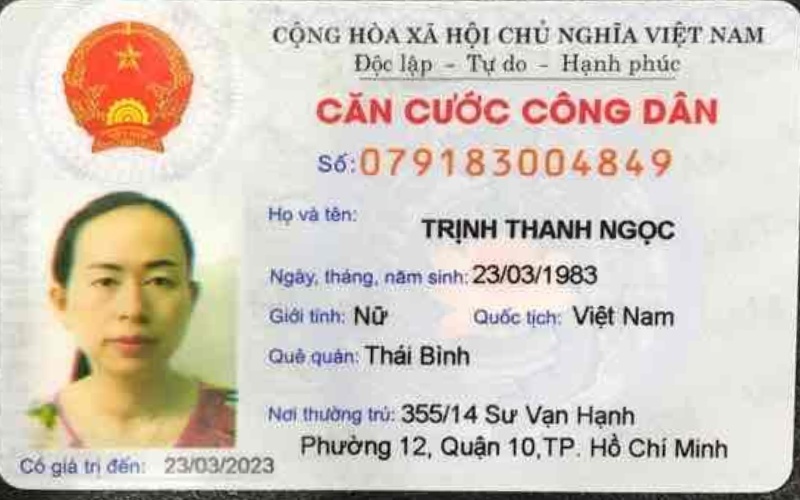 CỘNG HÒA XÃ HỘI CHỦ NGHĨA VIỆT NAM
Độc lập - Tự do - Hạnh phúc
CĂN CƯỚC CÔNG DÂN
Số: 079183004849
Họ và tên: TRỊNH THANH NGỌC
Ngày, tháng, năm sinh: 23/03/1983
Giới tính: Nữ Quốc tịch: Việt Nam
Quê quán: Thái Bình
Nơi thường trú: 355/14 Sư Vạn Hạnh
Phường 12, Quận 10,TP. Hồ Chí Minh
Có giá trị đến: 23/03/2023